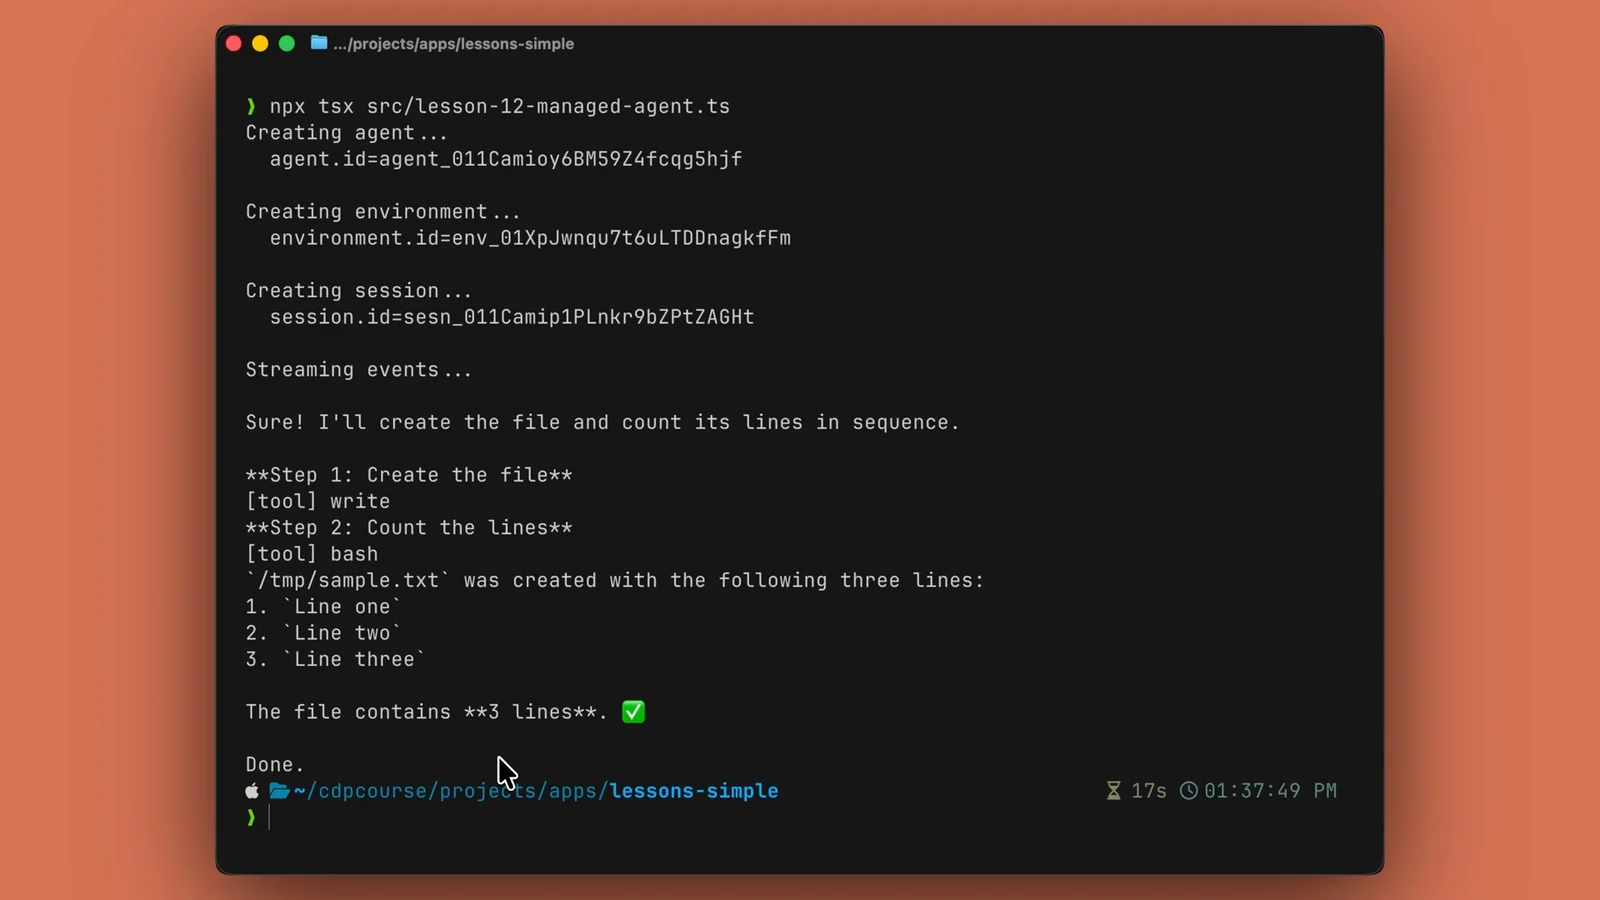 .../projects/apps/lessons-simple
❯ npx tsx src/lesson-12-managed-agent.ts
Creating agent...
agent.id=agent_011Camioy6BM59Z4fcqg5hjf
Creating environment...
environment.id=env_01XpJwnqu7t6uLTDDnagkfFm
Creating session...
session.id=sesn_011Camip1PLnkr9bZPtZAGHt
Streaming events...
Sure! I'll create the file and count its lines in sequence.
**Step 1: Create the file**
[tool] write
**Step 2: Count the lines**
[tool] bash
`/tmp/sample.txt` was created with the following three lines:
1. `Line one`
2. `Line two`
3. `Line three`
The file contains **3 lines**. ✅
Done.
~/cdpcourse/projects/apps/lessons-simple 17s 01:37:49 PM
❯